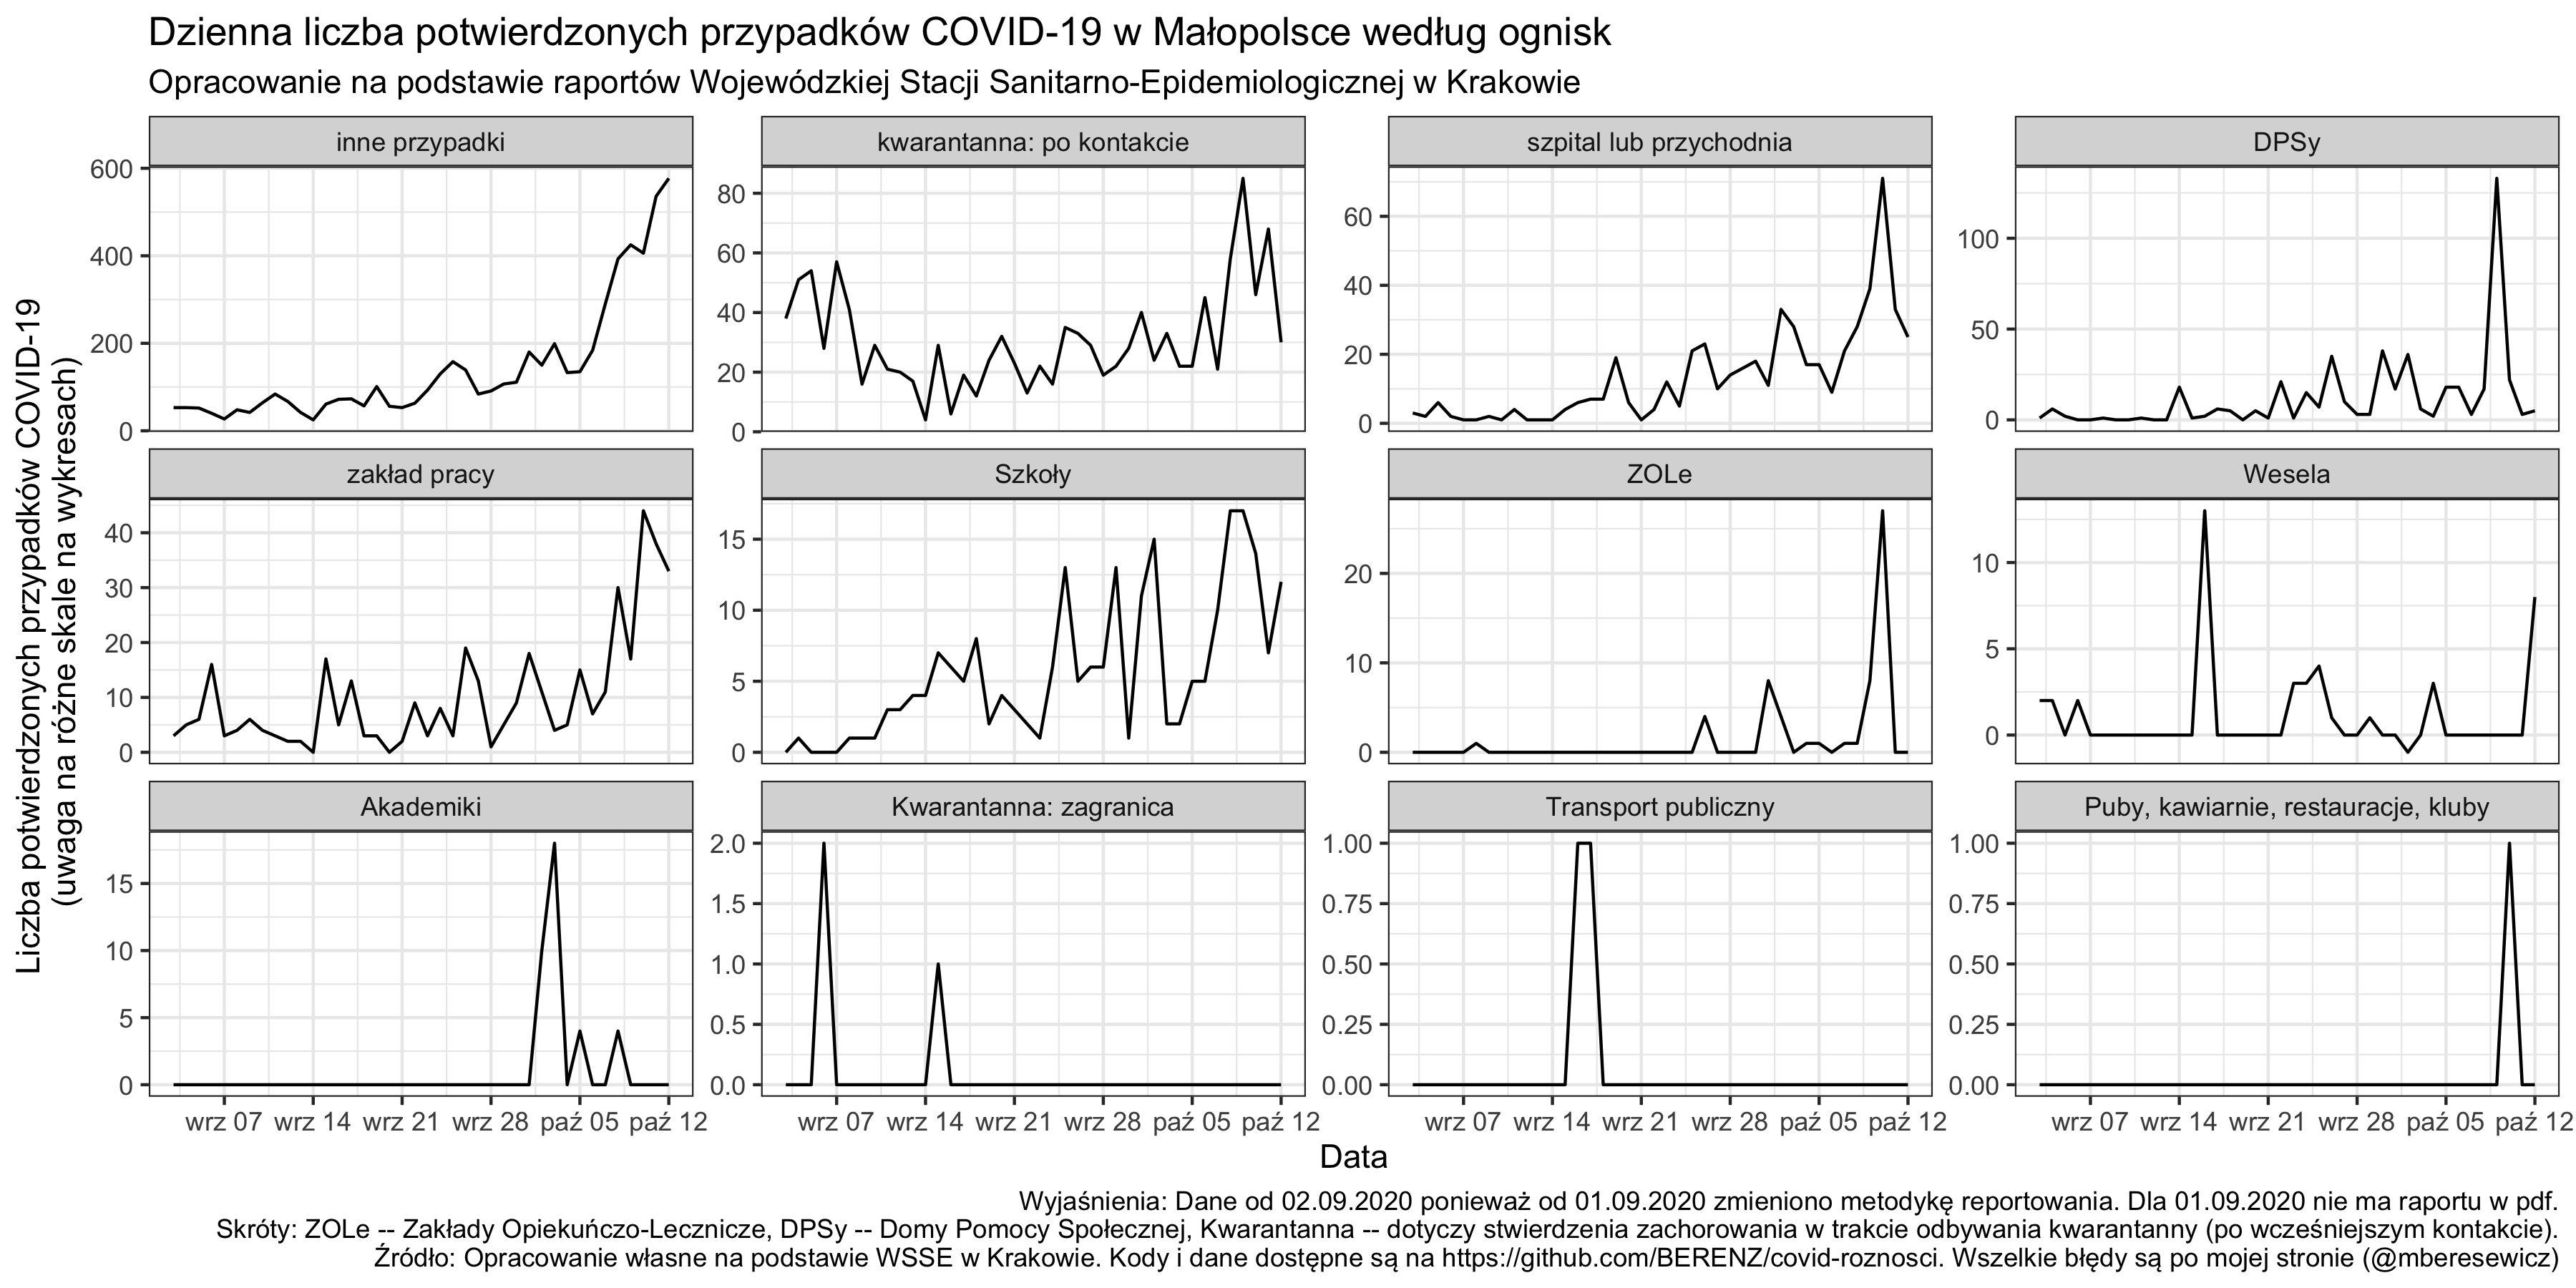 Dzienna liczba potwierdzonych przypadków COVID-19 w Małopolsce według ognisk
Opracowanie na podstawie raportów Wojewódzkiej Stacji Sanitarno-Epidemiologicznej w Krakowie
Liczba potwierdzonych przypadków COVID-19
(uwaga na różne skale na wykresach)
inne przypadki
600
400
200
0
kwarantanna: po kontakcie
80
60
40
20
0
szpital lub przychodnia
60
40
20
0
DPSy
100
50
0
zakład pracy
40
30
20
10
0
Szkoły
15
10
5
0
ZOLe
20
10
0
Wesela
10
5
0
Akademiki
15
10
5
0
Kwarantanna: zagranica
2.0
1.5
1.0
0.5
0.0
Transport publiczny
1.00
0.75
0.50
0.25
0.00
Puby, kawiarnie, restauracje, kluby
1.00
0.75
0.50
0.25
0.00
wrz 07 wrz 14 wrz 21 wrz 28 paź 05 paź 12
wrz 07 wrz 14 wrz 21 wrz 28 paź 05 paź 12
wrz 07 wrz 14 wrz 21 wrz 28 paź 05 paź 12
wrz 07 wrz 14 wrz 21 wrz 28 paź 05 paź 12
Data
Wyjaśnienia: Dane od 02.09.2020 ponieważ od 01.09.2020 zmieniono metodykę reportowania. Dla 01.09.2020 nie ma raportu w pdf.
Skróty: ZOLe -- Zakłady Opiekuńczo-Lecznicze, DPSy -- Domy Pomocy Społecznej, Kwarantanna -- dotyczy stwierdzenia zachorowania w trakcie odbywania kwarantanny (po wcześniejszym kontakcie).
Źródło: Opracowanie własne na podstawie WSSE w Krakowie. Kody i dane dostępne są na https://github.com/BERENZ/covid-roznosci. Wszelkie błędy są po mojej stronie (@mberesewicz)